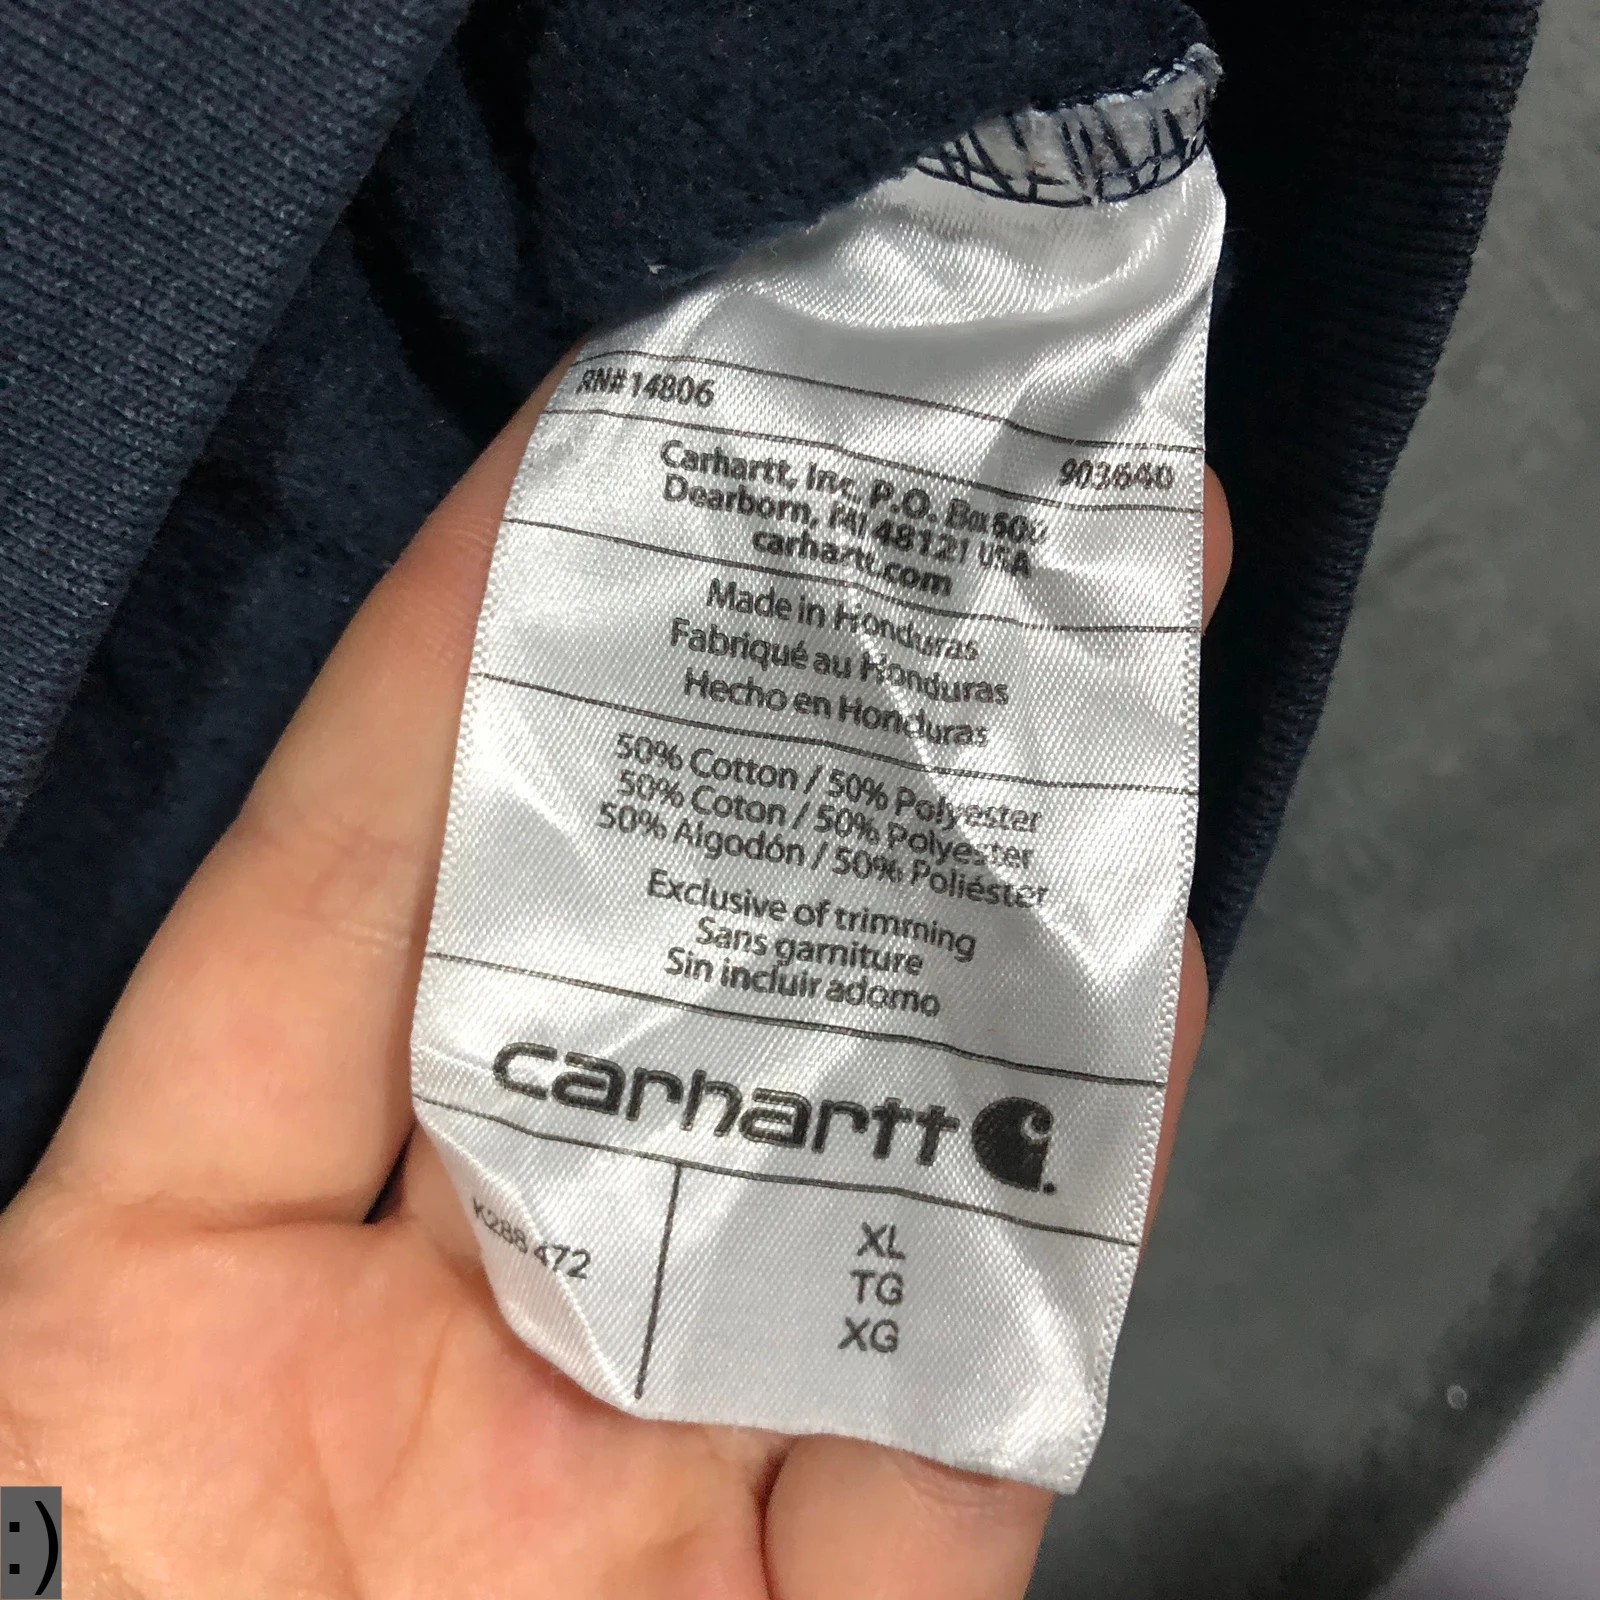 RN#14806
903640
Carhartt, Inc. P.O. Box 600
Dearborn, MI 48121 USA
carhartt.com
Made in Honduras
Fabriqué au Honduras
Hecho en Honduras
50% Cotton / 50% Polyester
50% Coton / 50% Polyester
50% Algodón / 50% Poliéster
Exclusive of trimming
Sans garniture
Sin incluir adorno
carhartt
K288 472
XL
TG
XG
:)